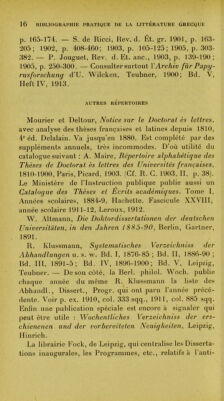 16 BIBLIOGRAPHIE PRATIQUE DE LA LITTÉRATURE GRECQUE
p. 165-174. — S. de Ricci, Rev. d. Ét. gr. 1901, p. 163-
205 ; 1902, p. 408-460 ; 1903, p. 105-125 ; 1905, p. 303-
382. — P. Jouguet, Rev. d. Et. anc., 1903, p. 139-190 ;
1905, p. 250-300. — Consulter surtout l'Archiv für Papy-
rusforschung d'U. Wilcken, Teubner, 1900 ; Bd. V,
Heft IV, 1913.
AUTRES RÉPERTOIRES
Mourier et Deltour, Notice sur le Doctorat ès lettres.
avec analyse des thèses françaises et latines depuis 1810,
4e éd. Delalain. Va jusqu'en 1880. Est complété par des
suppléments annuels, très incommodes. D'où utilité du
catalogue suivant : A. Maire, Répertoire alphabétique des
Thèses de Doctorat ès lettres des Universités françaises,
1810-1900, Paris, Picard, 1903. (Cf. R. C. 1903, II. p. 38).
Le Ministère de l'Instruction publique publie aussi un
Catalogue des Thèses et Écrits académiques. Tome I,
Années scolaires, 1884-9, Hachette. Fascicule XXVIII,
année scolaire 1911-12, Leroux, 1912.
W. Altmann, Die Doktordissertationen der deutschen
Universitäten, in den Jahren 1885-90, Berlin, Gartner,
1891.
R. Klussmann, Systematisches Verzeichniss der
Abhandlungen u. s. w. Bd. I, 1876-85 ; Bd. II, 1886-90 ;
Bd. III, 1891-5 ; Bd. IV, 1896-1900 ; Bd. V, Leipzig,
Teubner. — De son côté, la Berl. philol. Woch. publie
chaque année du même R. Klussmann la liste des
Abhandl., Dissert., Progr. qui ont paru l'année précé-
dente. Voir p. ex. 1910, col. 333 sqq., 1911, col. 885 sqq.
Enfin une publication spéciale est encore à signaler qui
peut être utile : Wochentliches Verzeichniss der ers-
chienenen und der vorbereiteten Neuigheiten, Leipzig,
Hinrich.
La librairie Fock, de Leipzig, qui centralise les Disserta-
tions inaugurales, les Programmes, etc., relatifs à l'anti-